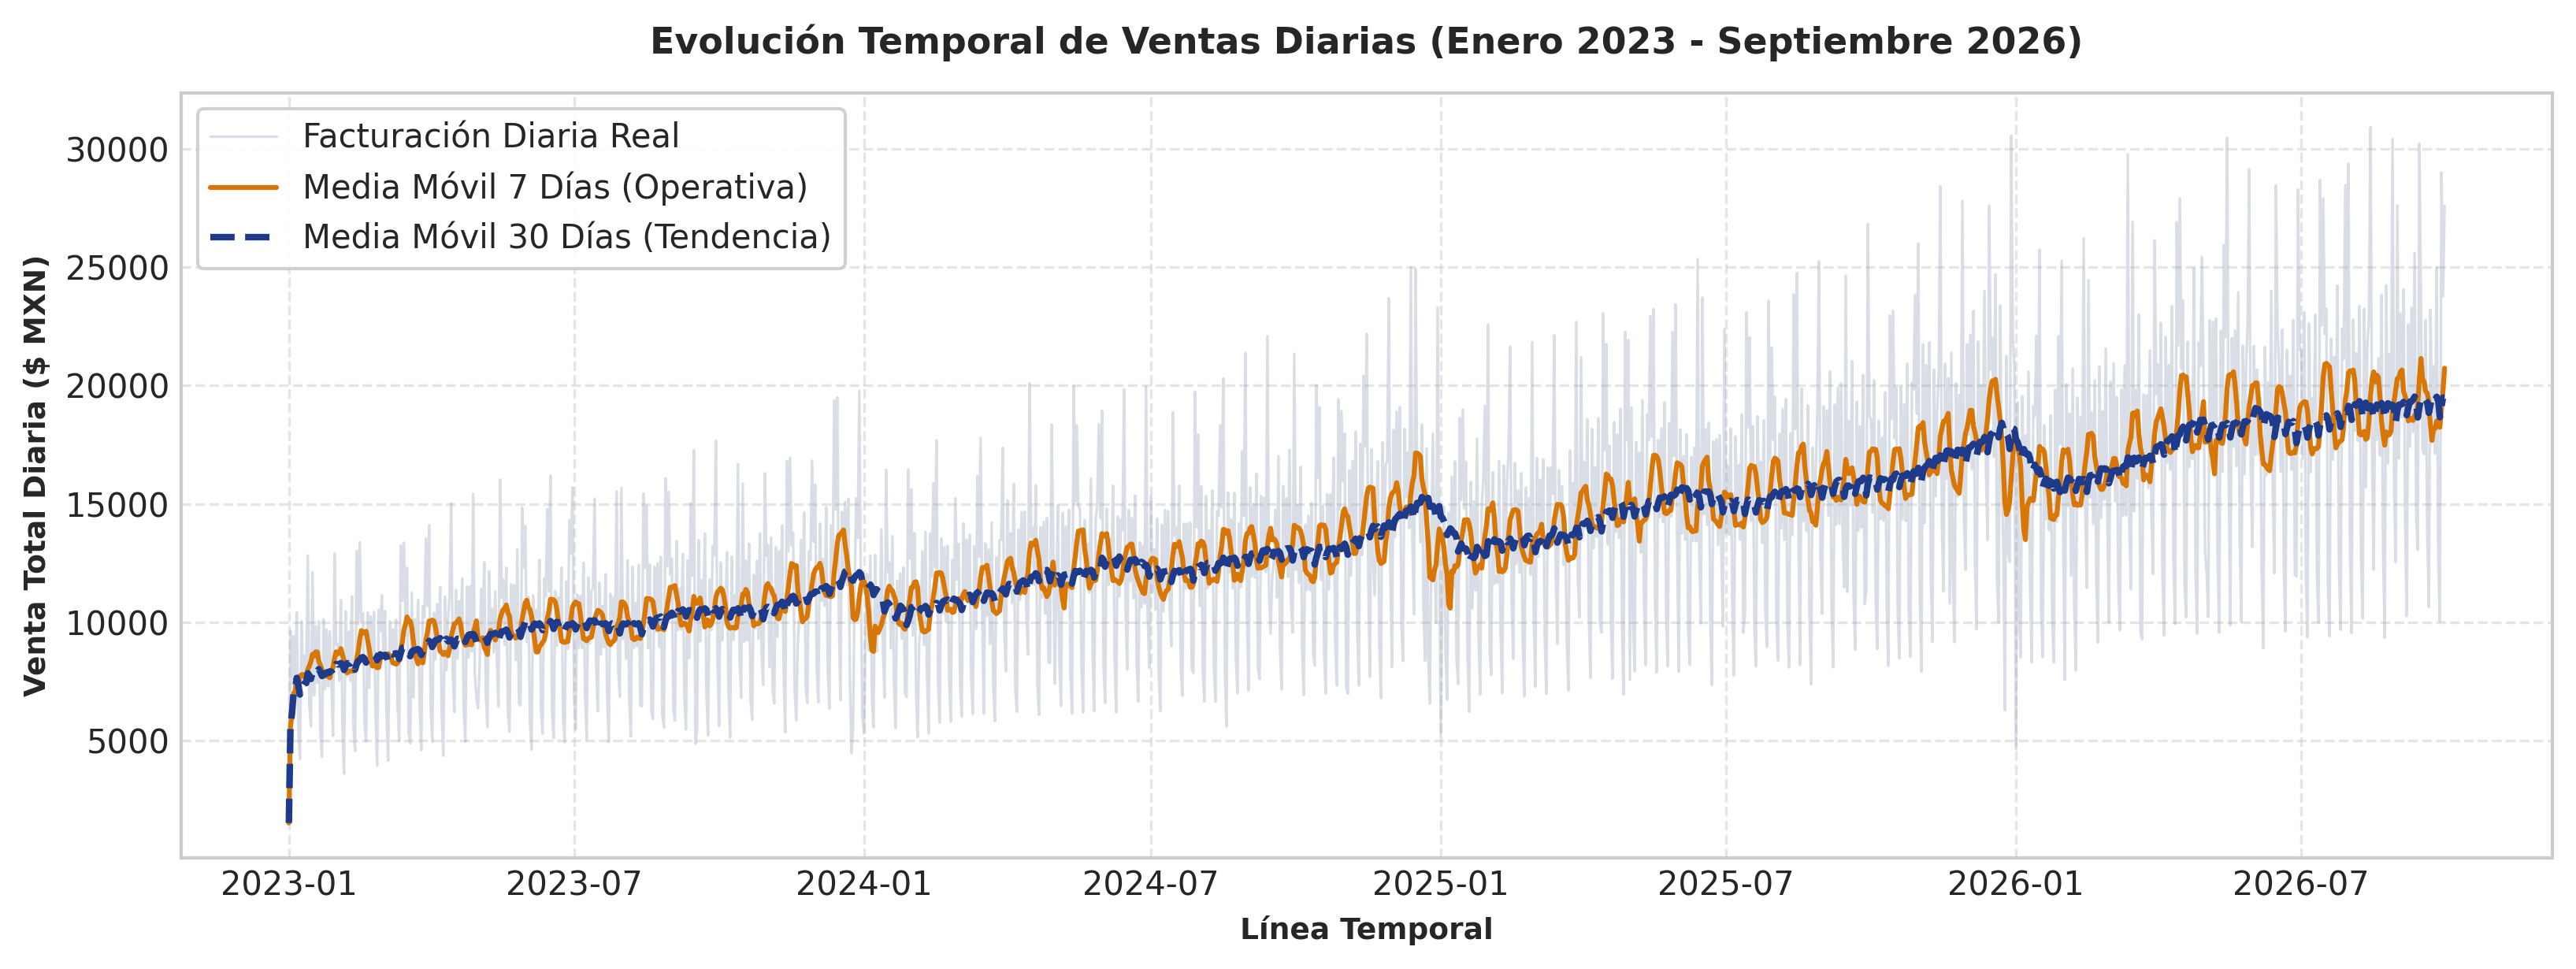 Evolución Temporal de Ventas Diarias (Enero 2023 - Septiembre 2026)
Facturación Diaria Real
Media Móvil 7 Días (Operativa)
Media Móvil 30 Días (Tendencia)
Venta Total Diaria ($ MXN)
30000
25000
20000
15000
10000
5000
2023-01 2023-07 2024-01 2024-07 2025-01 2025-07 2026-01 2026-07
Línea Temporal